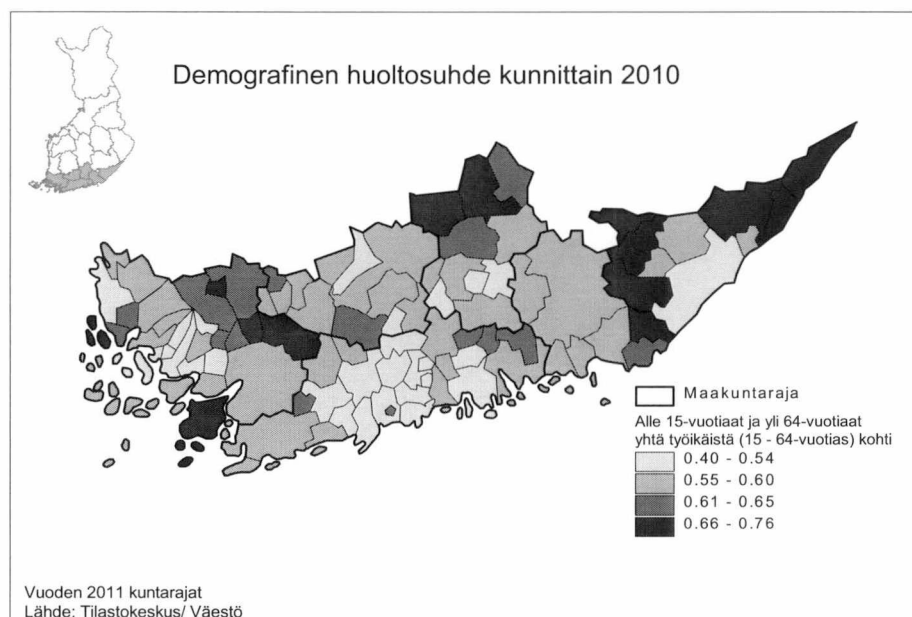 Demografinen huoltosuhde kunnittain 2010
Maakuntaraja
Alle 15-vuotiaat ja yli 64-vuotiaat
yhtä työikäistä (15 - 64-vuotias) kohti
0.40 - 0.54
0.55 - 0.60
0.61 - 0.65
0.66 - 0.76
Vuoden 2011 kuntarajat
Lähde: Tilastokeskus/ Väestö